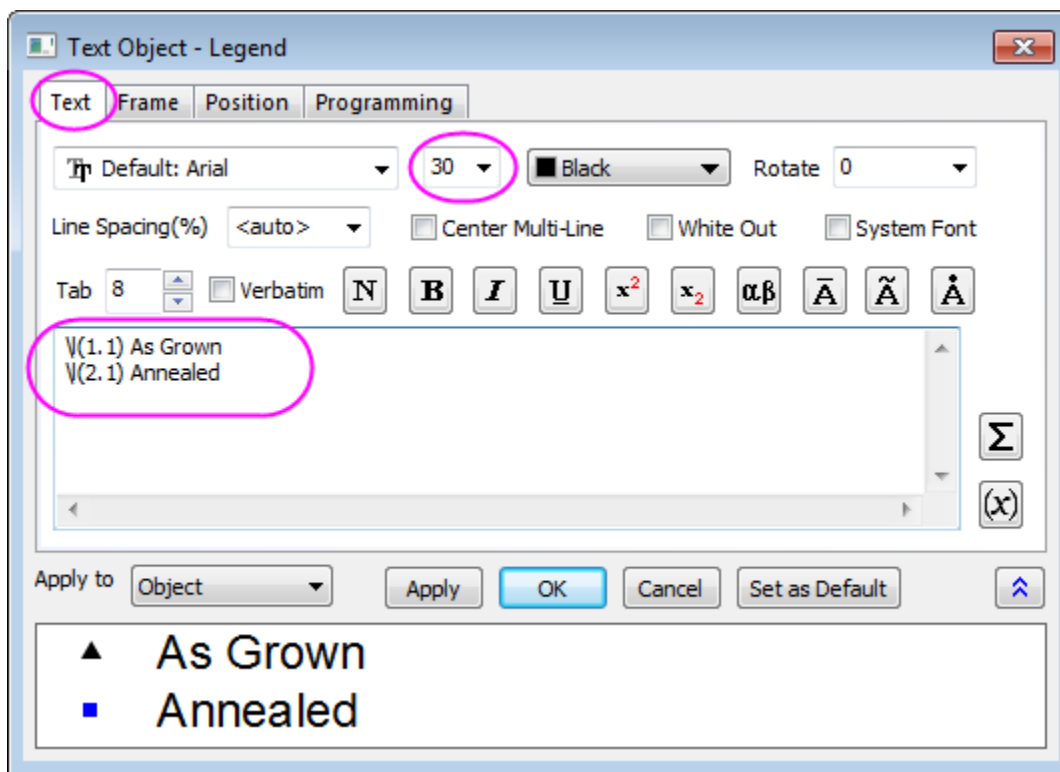 Text Object - Legend
Text Frame Position Programming
Default: Arial 30 Black Rotate 0
Line Spacing(%) <auto> Center Multi-Line White Out System Font
Tab 8 Verbatim N B I U x² x₂ αβ Ā Ã Å
\l(1.1) As Grown
\l(2.1) Annealed
Σ
(x)
Apply to Object Apply OK Cancel Set as Default
As Grown
Annealed